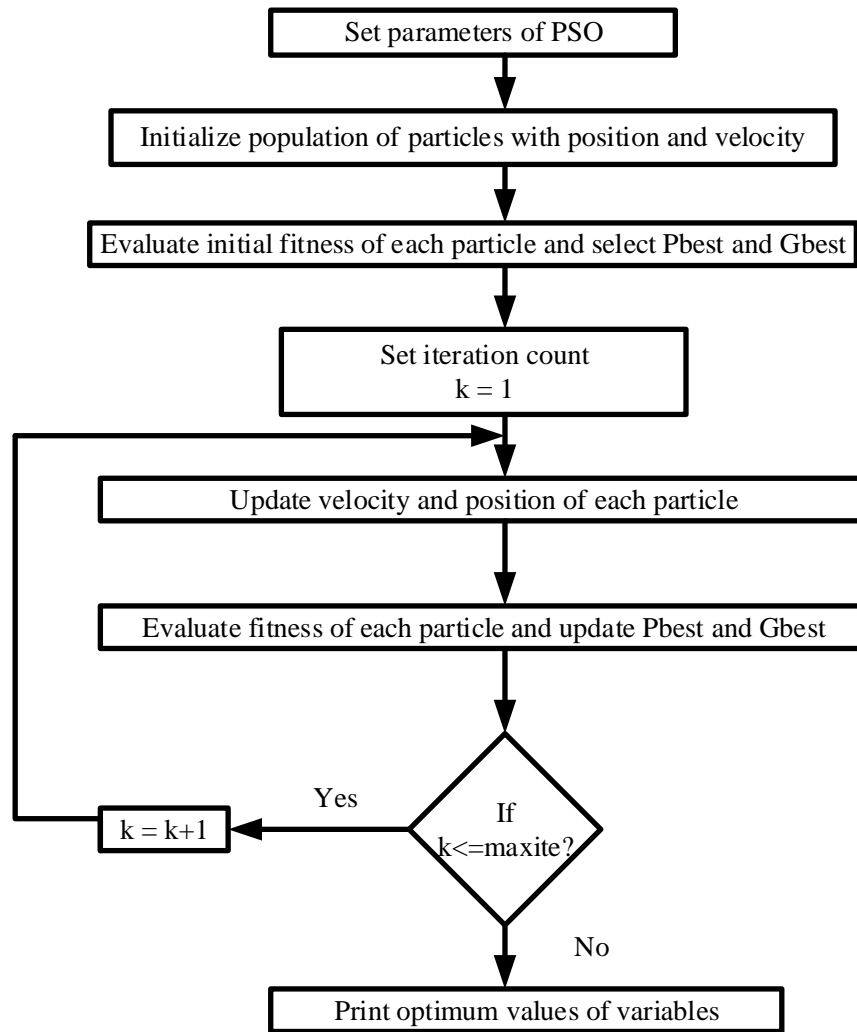 Set parameters of PSO
Initialize population of particles with position and velocity
Evaluate initial fitness of each particle and select Pbest and Gbest
Set iteration count
k = 1
Update velocity and position of each particle
Evaluate fitness of each particle and update Pbest and Gbest
Yes
If
k = k+1
k<=maxite?
No
Print optimum values of variables